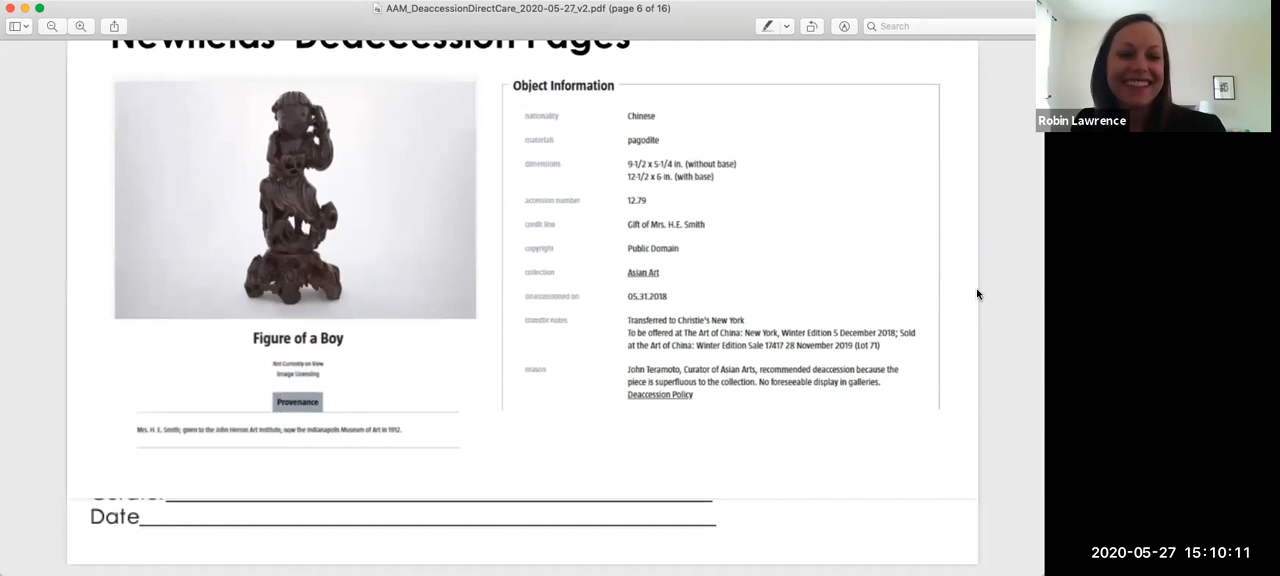 AAM_DeaccessionDirectCare_2020-05-27_v2.pdf (page 6 of 16)
Search
Robin Lawrence
Newfields' Deaccession Pages
Object Information
nationality Chinese
materials pagodite
dimensions 9-1/2 x 5-1/4 in. (without base)
12-1/2 x 6 in. (with base)
accession number 12.79
credit line Gift of Mrs. H.E. Smith
copyright Public Domain
collection Asian Art
deaccessioned on 05.31.2018
transfer notes Transferred to Christie's New York
To be offered at The Art of China: New York, Winter Edition 5 December 2018; Sold
at the Art of China: Winter Edition Sale 17417 28 November 2019 (Lot 71)
reason John Teramoto, Curator of Asian Arts, recommended deaccession because the
piece is superfluous to the collection. No foreseeable display in galleries.
Deaccession Policy
Figure of a Boy
Not Currently on View
Image Licensing
Provenance
Mrs. H. E. Smith; given to the John Herron Art Institute, now the Indianapolis Museum of Art in 1912.
Date
2020-05-27 15:10:11